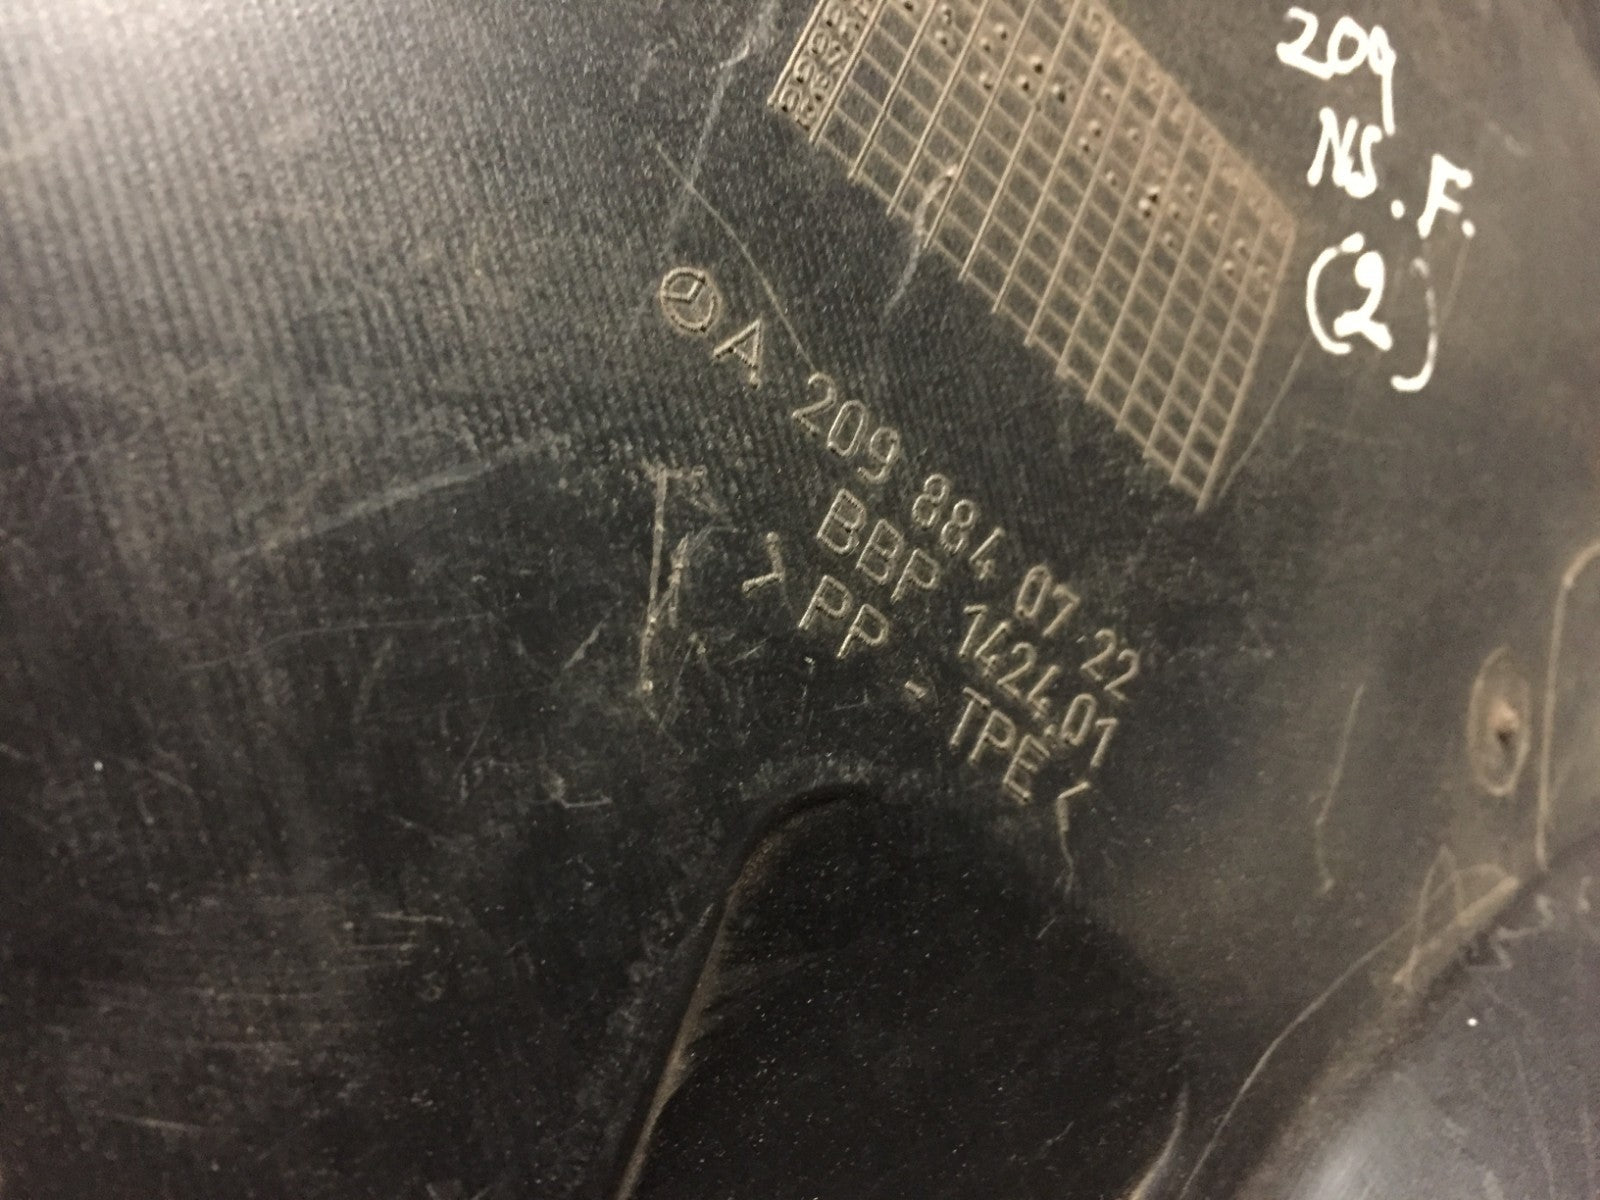 209
NS.F.
(2)
A 209 884 07 22
BBP 1424.01
> PP - TPE <